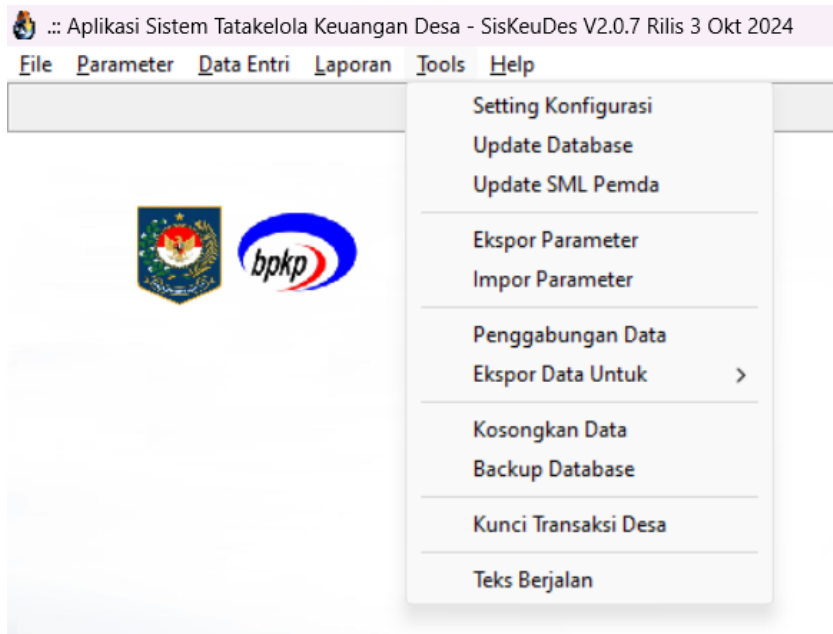 .:: Aplikasi Sistem Tatakelola Keuangan Desa - SisKeuDes V2.0.7 Rilis 3 Okt 2024
File Parameter Data Entri Laporan Tools Help
Setting Konfigurasi
Update Database
Update SML Pemda
bpkp
Ekspor Parameter
Impor Parameter
Penggabungan Data
Ekspor Data Untuk
Kosongkan Data
Backup Database
Kunci Transaksi Desa
Teks Berjalan